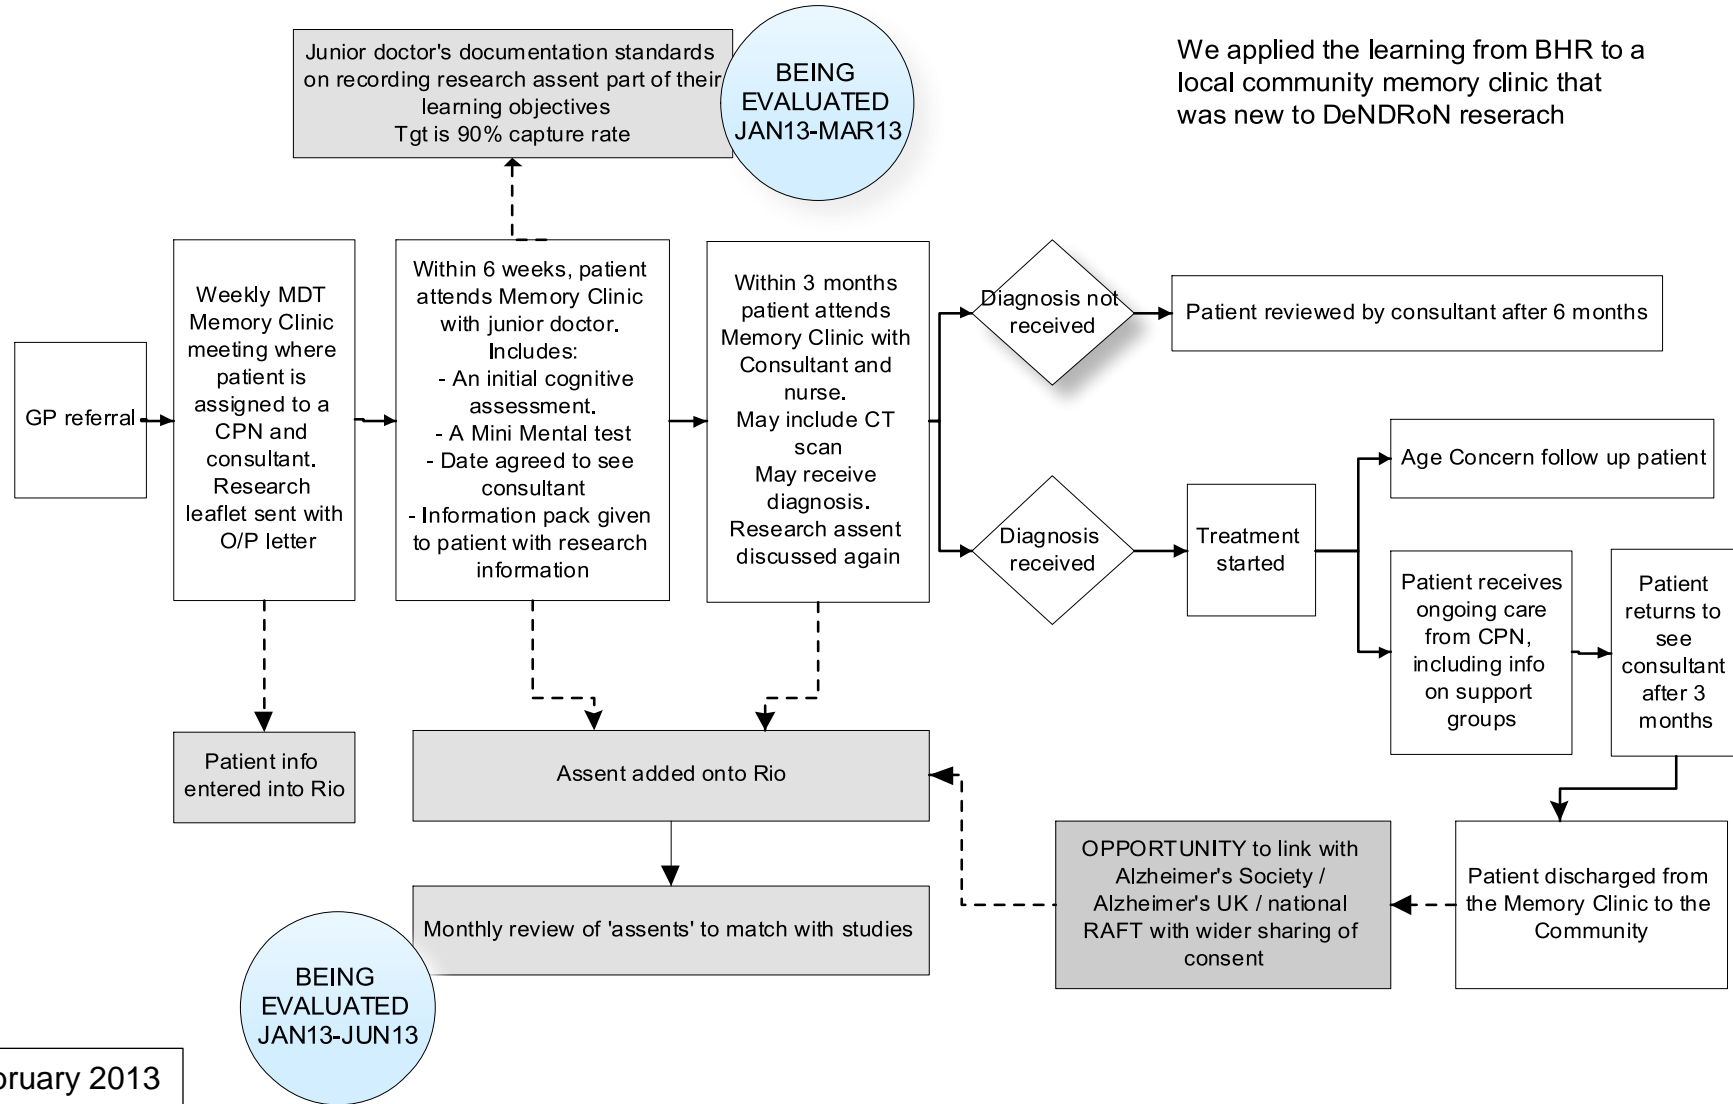 Junior doctor's documentation standards
on recording research assent part of their
learning objectives
Tgt is 90% capture rate
BEING
EVALUATED
JAN13-MAR13
We applied the learning from BHR to a
local community memory clinic that
was new to DeNDRoN reserach
GP referral
Weekly MDT
Memory Clinic
meeting where
patient is
assigned to a
CPN and
consultant.
Research
leaflet sent with
O/P letter
Within 6 weeks, patient
attends Memory Clinic
with junior doctor.
Includes:
- An initial cognitive
assessment.
- A Mini Mental test
- Date agreed to see
consultant
- Information pack given
to patient with research
information
Within 3 months
patient attends
Memory Clinic with
Consultant and
nurse.
May include CT
scan
May receive
diagnosis.
Research assent
discussed again
Diagnosis not
received
Patient reviewed by consultant after 6 months
Diagnosis
received
Treatment
started
Age Concern follow up patient
Patient receives
ongoing care
from CPN,
including info
on support
groups
Patient
returns to
see
consultant
after 3
months
Patient info
entered into Rio
Assent added onto Rio
OPPORTUNITY to link with
Alzheimer's Society /
Alzheimer's UK / national
RAFT with wider sharing of
consent
Patient discharged from
the Memory Clinic to the
Community
Monthly review of 'assents' to match with studies
BEING
EVALUATED
JAN13-JUN13
bruary 2013